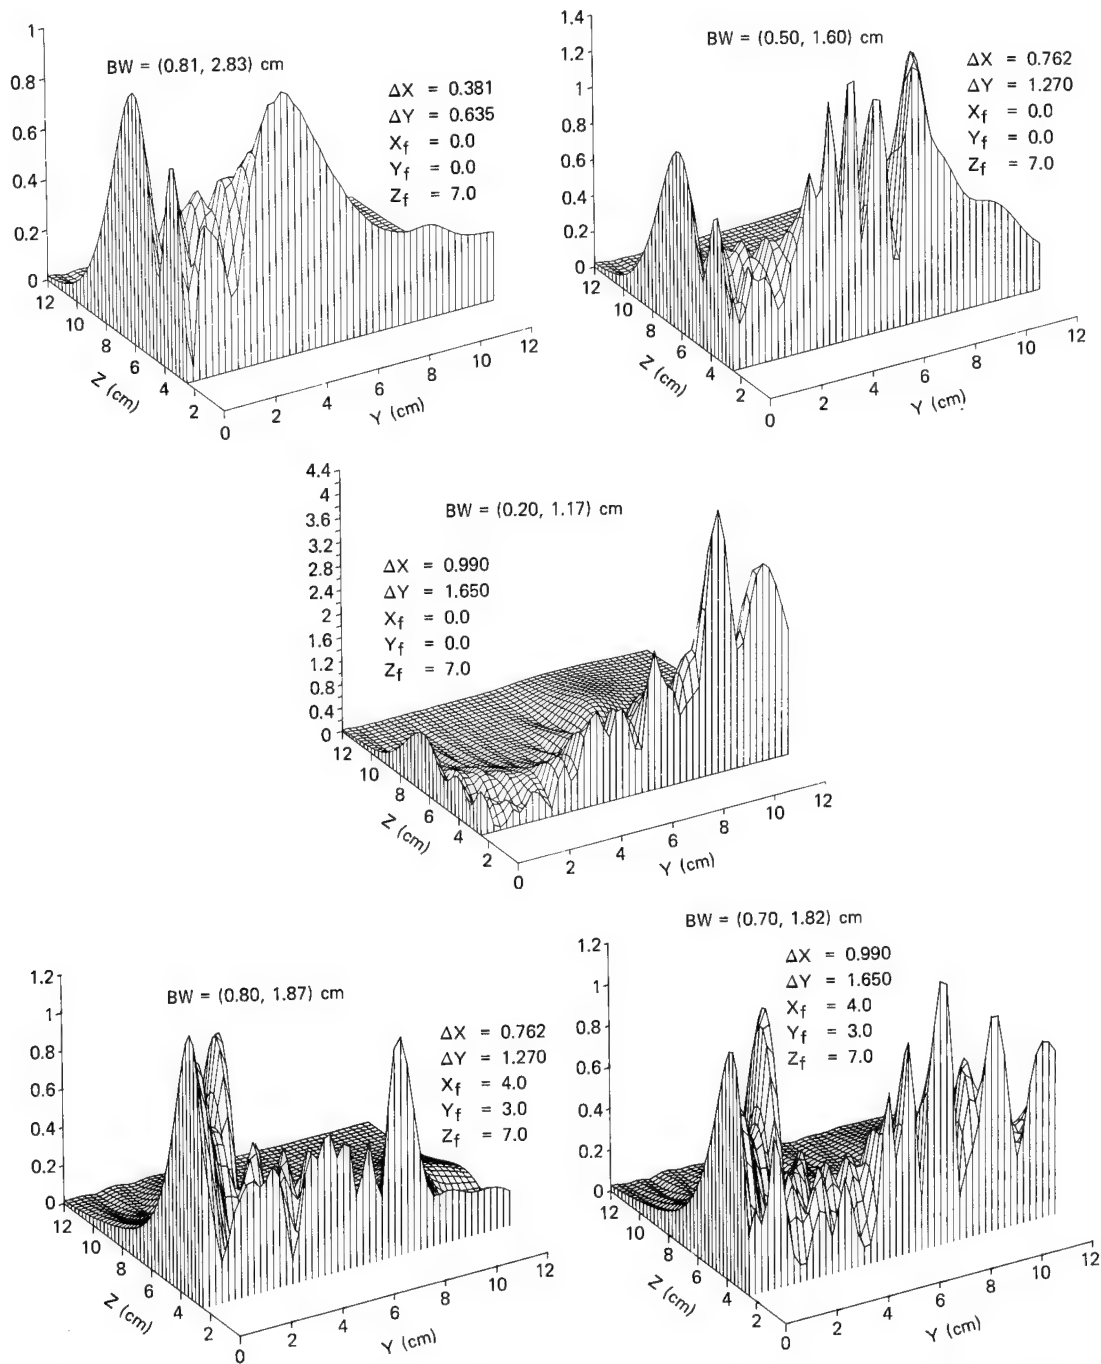 1
BW = (0.81, 2.83) cm
0.8
0.6
0.4
0.2
0
ΔX = 0.381
ΔY = 0.635
Xf = 0.0
Yf = 0.0
Zf = 7.0
12
10
8
6
4
2
0
Z (cm)
2
4
6
8
10
12
Y (cm)
1.4
1.2
1
0.8
0.6
0.4
0.2
0
BW = (0.50, 1.60) cm
ΔX = 0.762
ΔY = 1.270
Xf = 0.0
Yf = 0.0
Zf = 7.0
12
10
8
6
4
2
0
Z (cm)
2
4
6
8
10
12
Y (cm)
4.4
4
3.6
3.2
2.8
2.4
2
1.6
1.2
0.8
0.4
0
BW = (0.20, 1.17) cm
ΔX = 0.990
ΔY = 1.650
Xf = 0.0
Yf = 0.0
Zf = 7.0
12
10
8
6
4
2
0
Z (cm)
2
4
6
8
10
12
Y (cm)
1.2
1
0.8
0.6
0.4
0.2
0
BW = (0.80, 1.87) cm
ΔX = 0.762
ΔY = 1.270
Xf = 4.0
Yf = 3.0
Zf = 7.0
12
10
8
6
4
2
0
Z (cm)
2
4
6
8
10
12
Y (cm)
BW = (0.70, 1.82) cm
1.2
1
0.8
0.6
0.4
0.2
0
ΔX = 0.990
ΔY = 1.650
Xf = 4.0
Yf = 3.0
Zf = 7.0
12
10
8
6
4
2
0
Z (cm)
2
4
6
8
10
12
Y (cm)